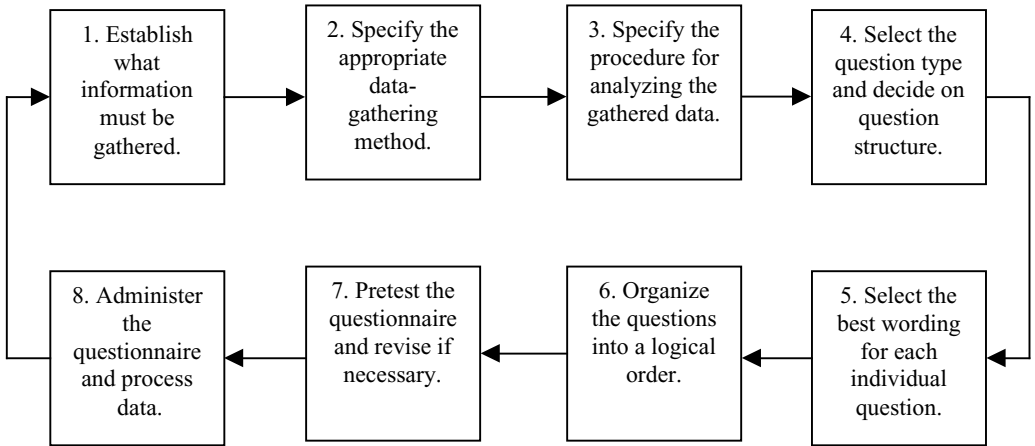 1. Establish
what
information
must be
gathered.
2. Specify the
appropriate
data-
gathering
method.
3. Specify the
procedure for
analyzing the
gathered data.
4. Select the
question type
and decide on
question
structure.
5. Select the
best wording
for each
individual
question.
6. Organize
the questions
into a logical
order.
7. Pretest the
questionnaire
and revise if
necessary.
8. Administer
the
questionnaire
and process
data.